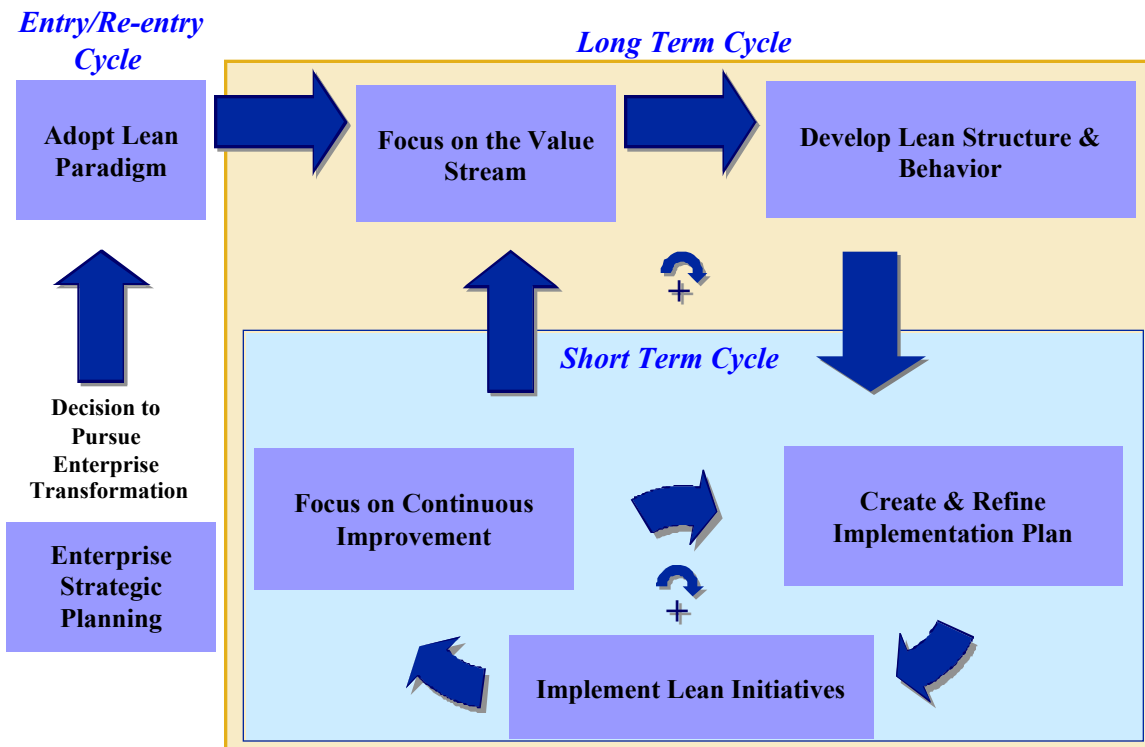 Entry/Re-entry
Cycle
Long Term Cycle
Adopt Lean
Paradigm
Focus on the Value
Stream
Develop Lean Structure &
Behavior
+
Short Term Cycle
Decision to
Pursue
Enterprise
Transformation
Focus on Continuous
Improvement
Create & Refine
Implementation Plan
Enterprise
Strategic
Planning
+
Implement Lean Initiatives